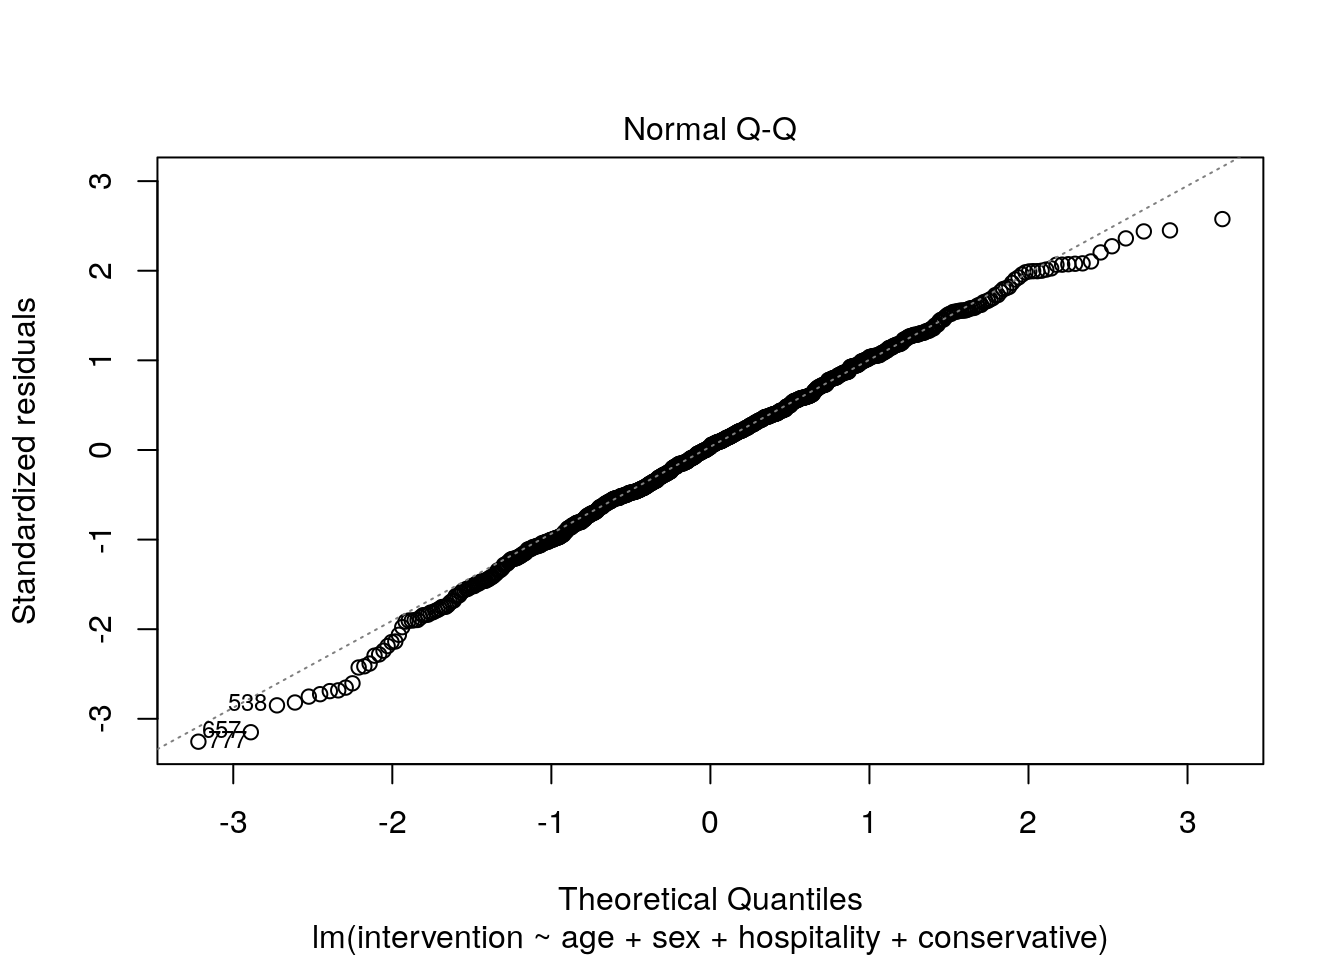 Normal Q-Q
Standardized residuals
3
2
1
0
-1
-2
-3
538
657
777
-3 -2 -1 0 1 2 3
Theoretical Quantiles
lm(intervention ~ age + sex + hospitality + conservative)